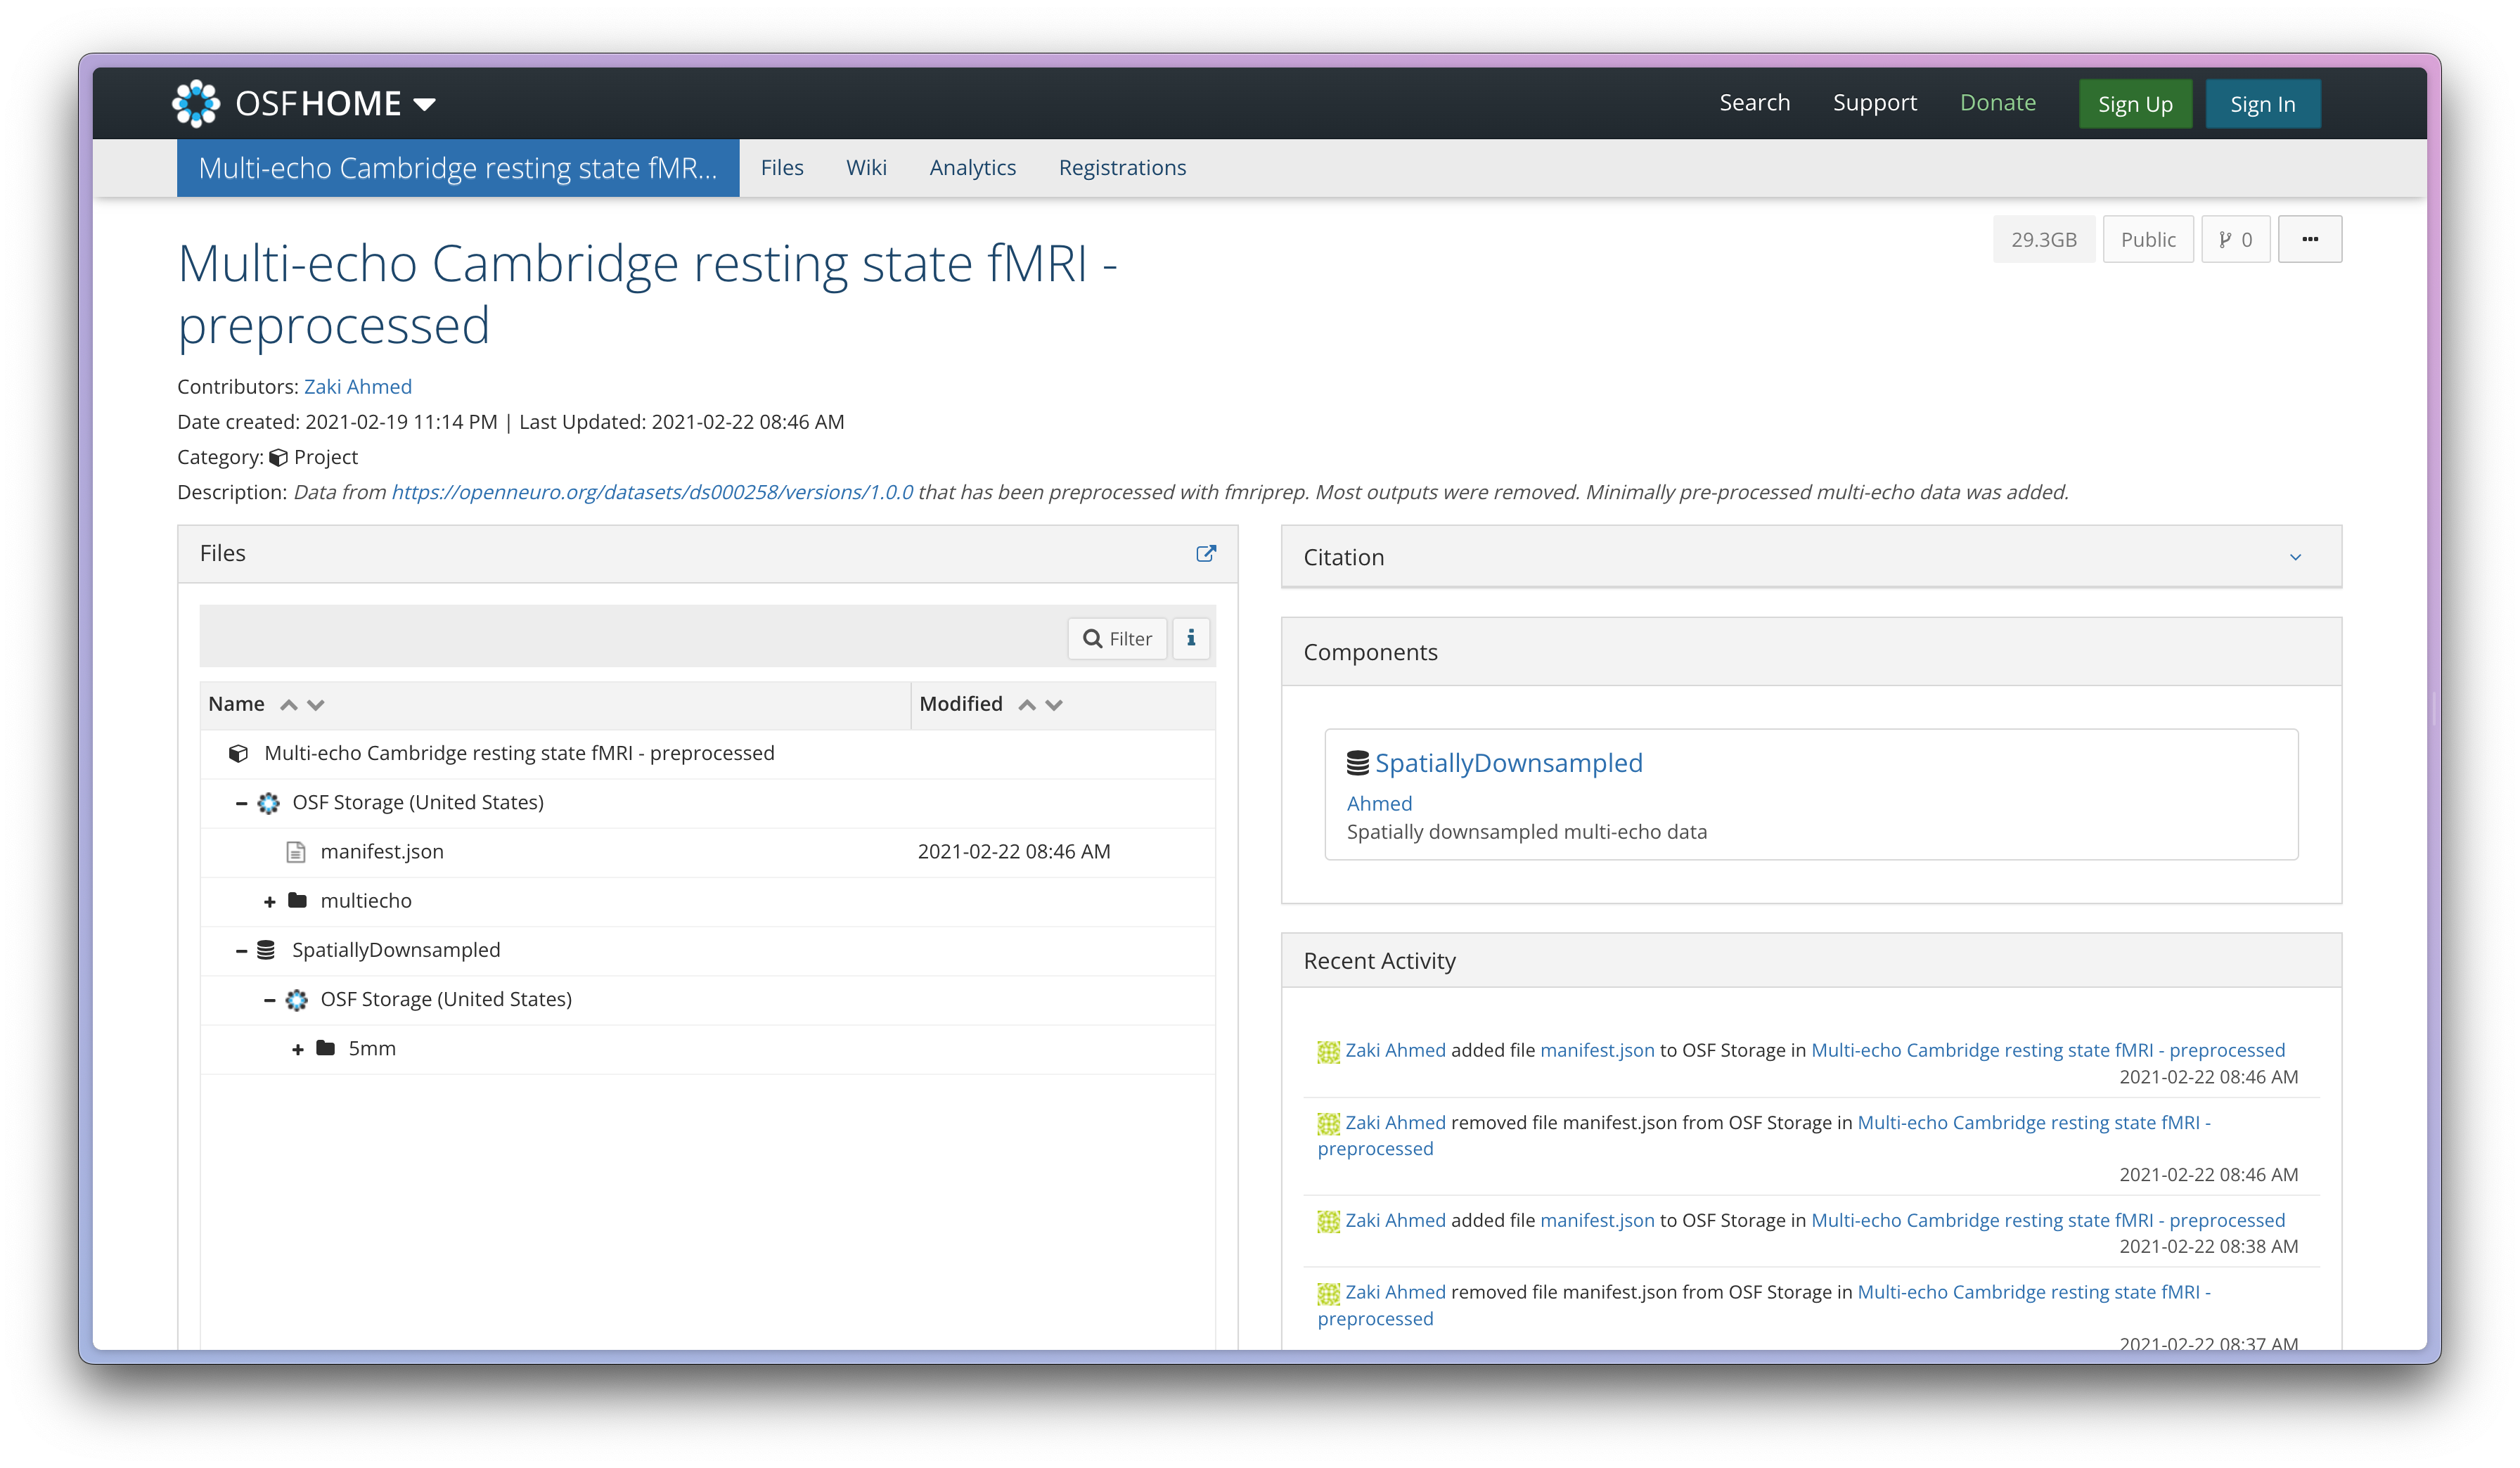 OSFHOME
Search Support Donate Sign Up Sign In
Multi-echo Cambridge resting state fMR... Files Wiki Analytics Registrations
29.3GB Public 0 ...
Multi-echo Cambridge resting state fMRI -
preprocessed
Contributors: Zaki Ahmed
Date created: 2021-02-19 11:14 PM | Last Updated: 2021-02-22 08:46 AM
Category: Project
Description: Data from https://openneuro.org/datasets/ds000258/versions/1.0.0 that has been preprocessed with fmriprep. Most outputs were removed. Minimally pre-processed multi-echo data was added.
Files
Filter i
Name Modified
Multi-echo Cambridge resting state fMRI - preprocessed
OSF Storage (United States)
manifest.json 2021-02-22 08:46 AM
multiecho
SpatiallyDownsampled
OSF Storage (United States)
5mm
Citation
Components
SpatiallyDownsampled
Ahmed
Spatially downsampled multi-echo data
Recent Activity
Zaki Ahmed added file manifest.json to OSF Storage in Multi-echo Cambridge resting state fMRI - preprocessed
2021-02-22 08:46 AM
Zaki Ahmed removed file manifest.json from OSF Storage in Multi-echo Cambridge resting state fMRI -
preprocessed
2021-02-22 08:46 AM
Zaki Ahmed added file manifest.json to OSF Storage in Multi-echo Cambridge resting state fMRI - preprocessed
2021-02-22 08:38 AM
Zaki Ahmed removed file manifest.json from OSF Storage in Multi-echo Cambridge resting state fMRI -
preprocessed
2021-02-22 08:37 AM